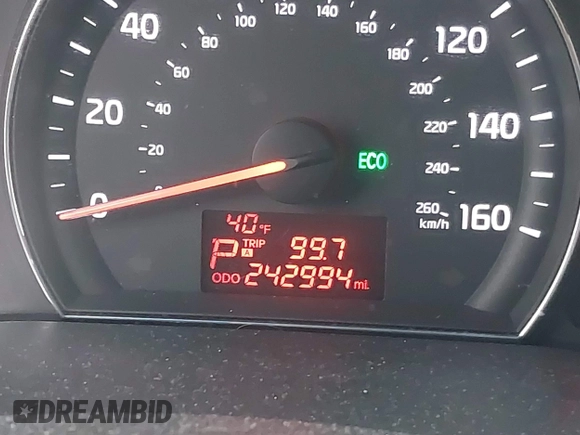 100 120 140
80 160
40 180 120
60
40 200
20 220 140
20 ECO 240
0 260 160
km/h
40°F
P TRIP A 99.7
ODO 242994 mi.
DREAMBID